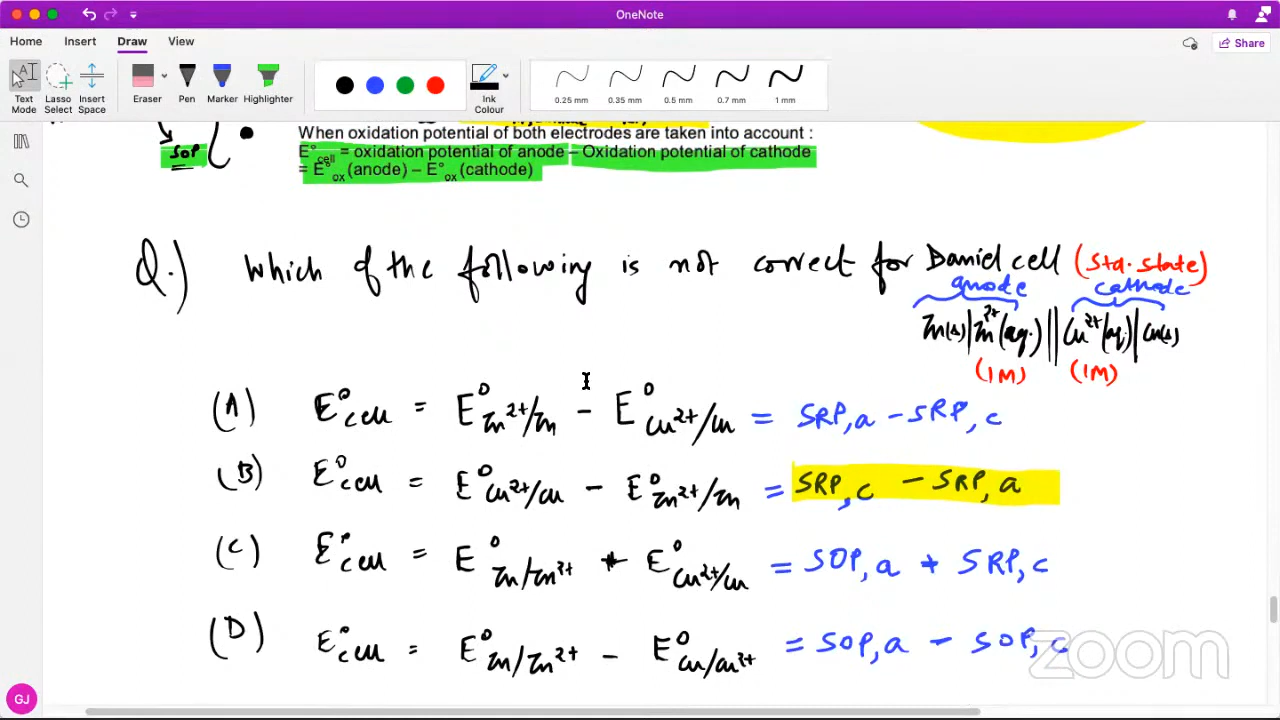 OneNote
Home Insert Draw View
Share
Text Mode
Lasso Select
Insert Space
Eraser
Pen
Marker
Highlighter
Ink Colour
0.25 mm
0.35 mm
0.5 mm
0.7 mm
1 mm
When oxidation potential of both electrodes are taken into account :
SOP
E°cell = oxidation potential of anode – Oxidation potential of cathode
= E°ox (anode) – E°ox (cathode)
Q.) Which of the following is not correct for Daniel cell (std. state)
anode cathode
Zn(s)|Zn2+(aq.)||Cu2+(aq)|Cu(s)
(1M) (1M)
(A) E°cell = E°Zn2+/Zn – E°Cu2+/Cu = SRP,a – SRP,c
(B) E°cell = E°Cu2+/Cu – E°Zn2+/Zn = SRP,c – SRP,a
(C) E°cell = E°Zn/Zn2+ + E°Cu2+/Cu = SOP,a + SRP,c
(D) E°cell = E°Zn/Zn2+ – E°Cu/Cu2+ = SOP,a – SOP,c
zoom
GJ